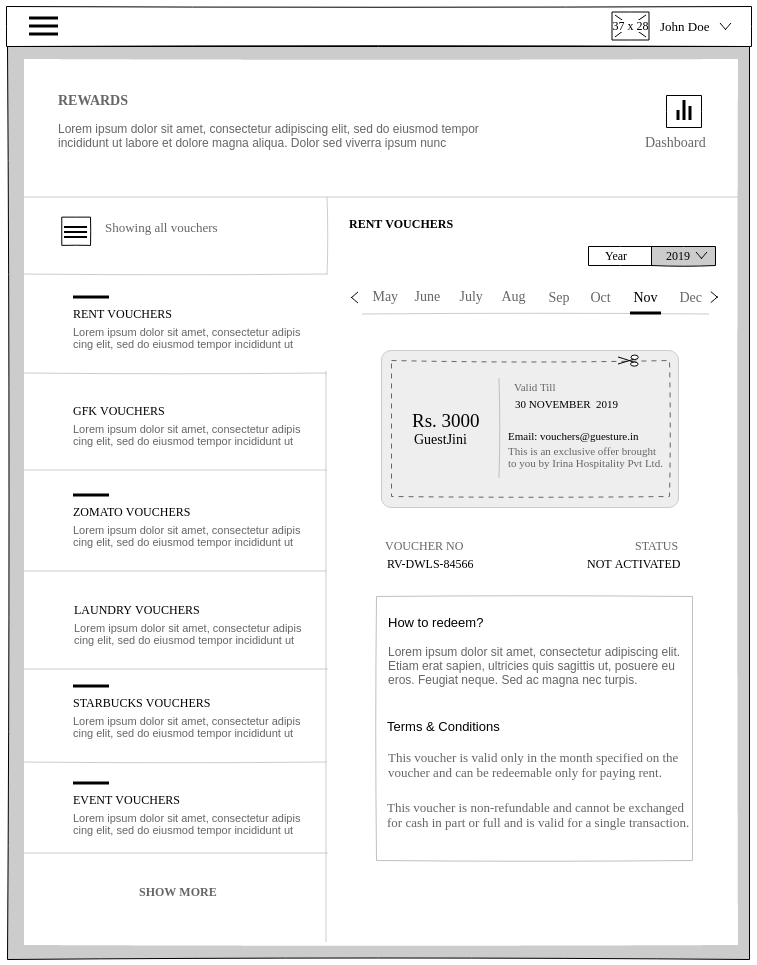 37 x 28
John Doe
REWARDS
Lorem ipsum dolor sit amet, consectetur adipiscing elit, sed do eiusmod tempor
incididunt ut labore et dolore magna aliqua. Dolor sed viverra ipsum nunc
Dashboard
Showing all vouchers
RENT VOUCHERS
Lorem ipsum dolor sit amet, consectetur adipis
cing elit, sed do eiusmod tempor incididunt ut
GFK VOUCHERS
Lorem ipsum dolor sit amet, consectetur adipis
cing elit, sed do eiusmod tempor incididunt ut
ZOMATO VOUCHERS
Lorem ipsum dolor sit amet, consectetur adipis
cing elit, sed do eiusmod tempor incididunt ut
LAUNDRY VOUCHERS
Lorem ipsum dolor sit amet, consectetur adipis
cing elit, sed do eiusmod tempor incididunt ut
STARBUCKS VOUCHERS
Lorem ipsum dolor sit amet, consectetur adipis
cing elit, sed do eiusmod tempor incididunt ut
EVENT VOUCHERS
Lorem ipsum dolor sit amet, consectetur adipis
cing elit, sed do eiusmod tempor incididunt ut
SHOW MORE
RENT VOUCHERS
Year 2019
May June July Aug Sep Oct Nov Dec
Rs. 3000
GuestJini
Valid Till
30 NOVEMBER 2019
Email: vouchers@guesture.in
This is an exclusive offer brought
to you by Irina Hospitality Pvt Ltd.
VOUCHER NO STATUS
RV-DWLS-84566 NOT ACTIVATED
How to redeem?
Lorem ipsum dolor sit amet, consectetur adipiscing elit.
Etiam erat sapien, ultricies quis sagittis ut, posuere eu
eros. Feugiat neque. Sed ac magna nec turpis.
Terms & Conditions
This voucher is valid only in the month specified on the
voucher and can be redeemable only for paying rent.
This voucher is non-refundable and cannot be exchanged
for cash in part or full and is valid for a single transaction.